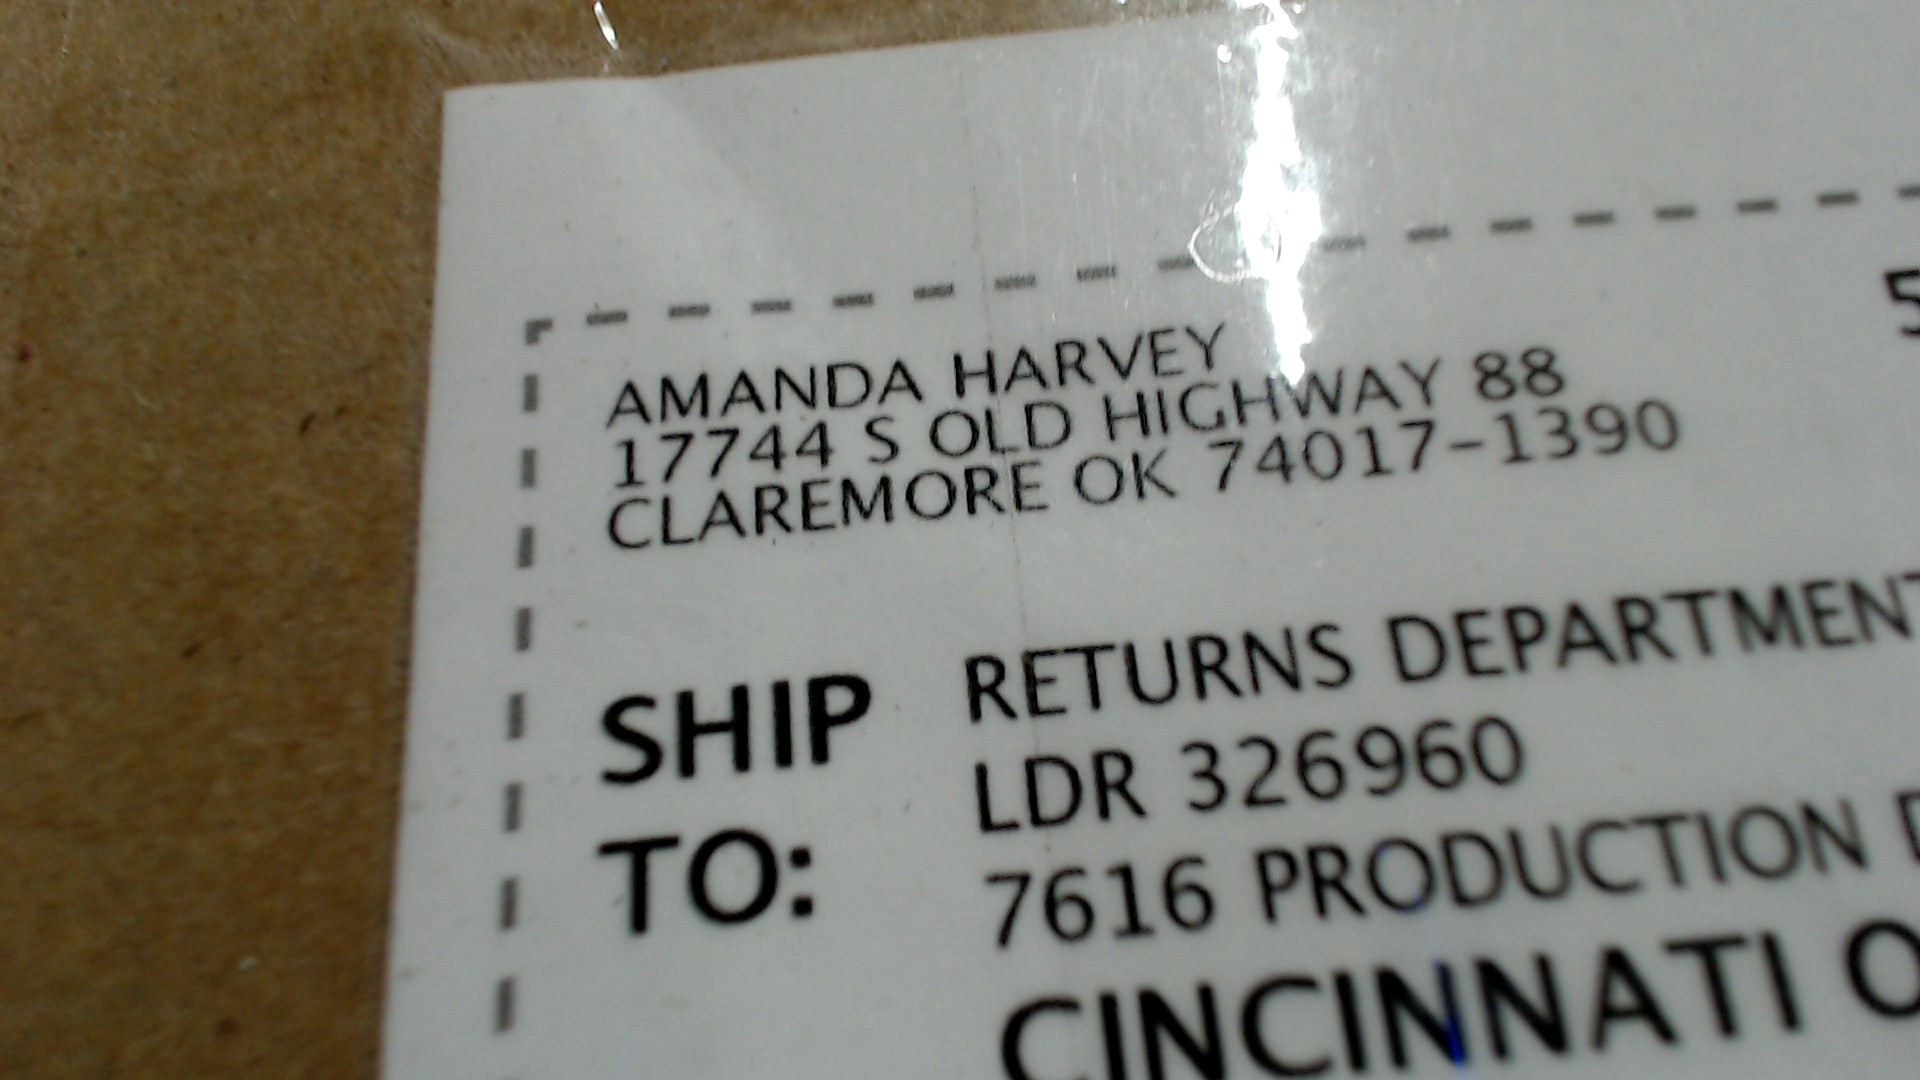 AMANDA HARVEY
17744 S OLD HIGHWAY 88
CLAREMORE OK 74017-1390
SHIP TO:
RETURNS DEPARTMENT
LDR 326960
7616 PRODUCTION
CINCINNATI